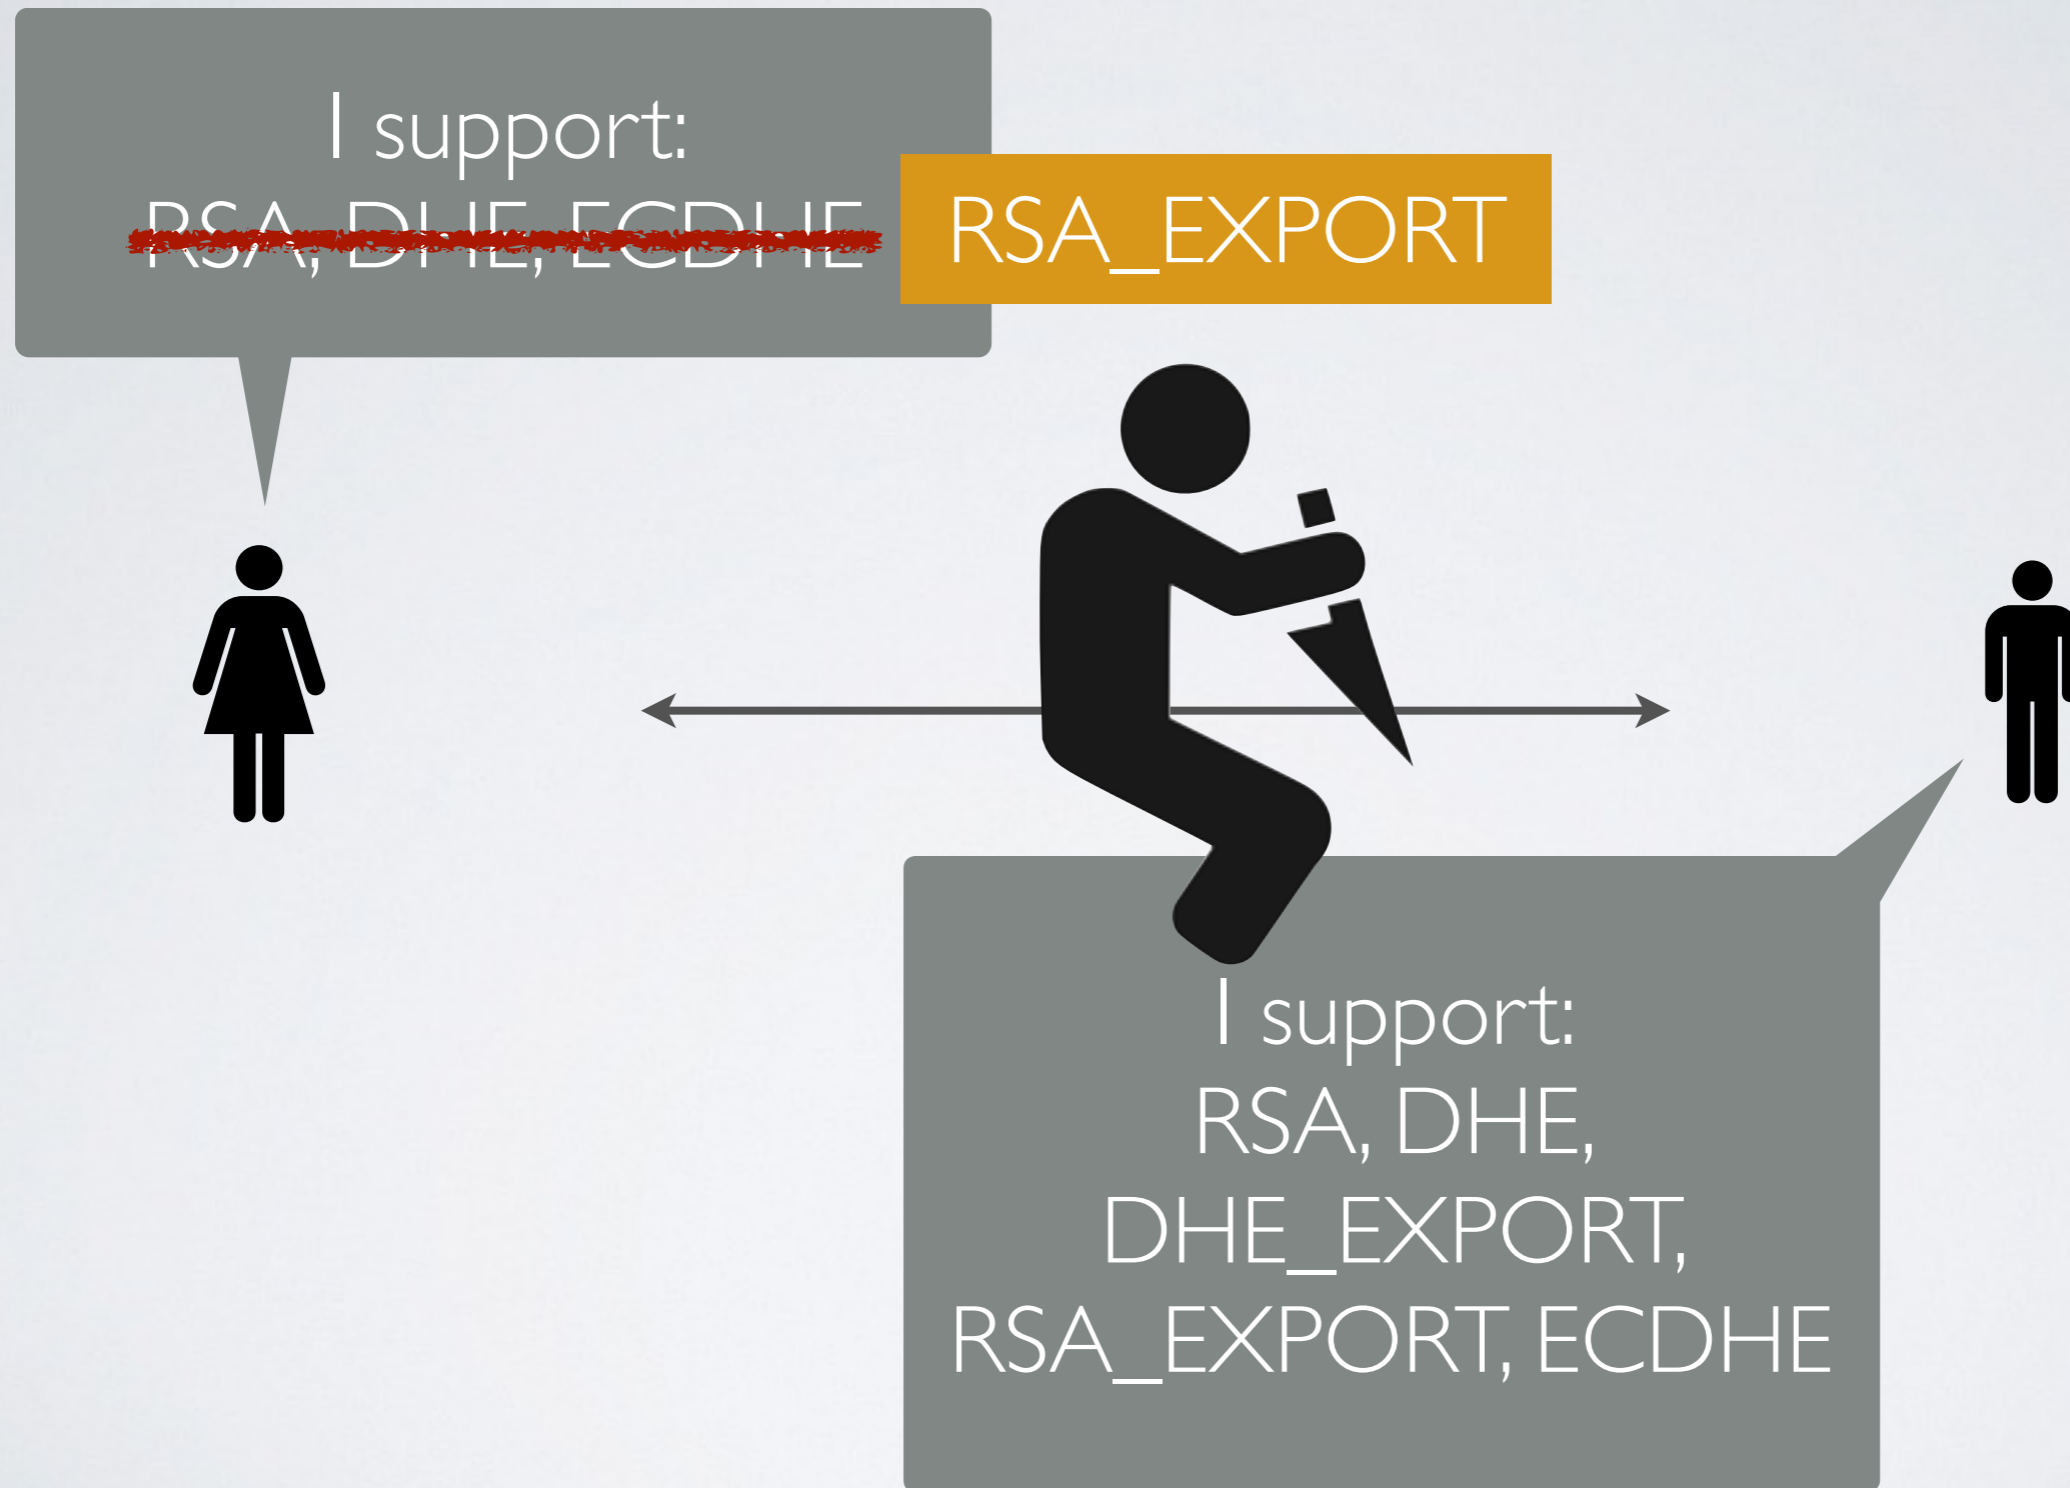 I support:
RSA, DHE, ECDHE RSA_EXPORT
I support:
RSA, DHE,
DHE_EXPORT,
RSA_EXPORT, ECDHE